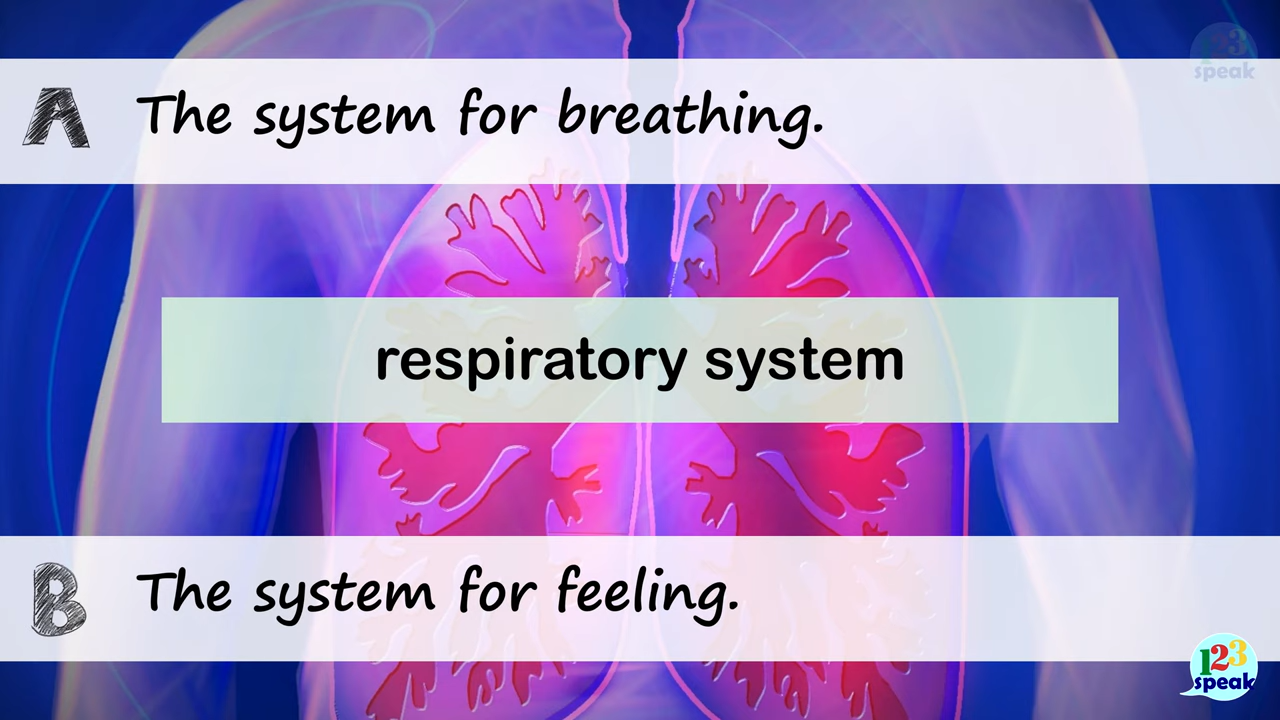 123
speak
A The system for breathing.
respiratory system
B The system for feeling.
123
speak